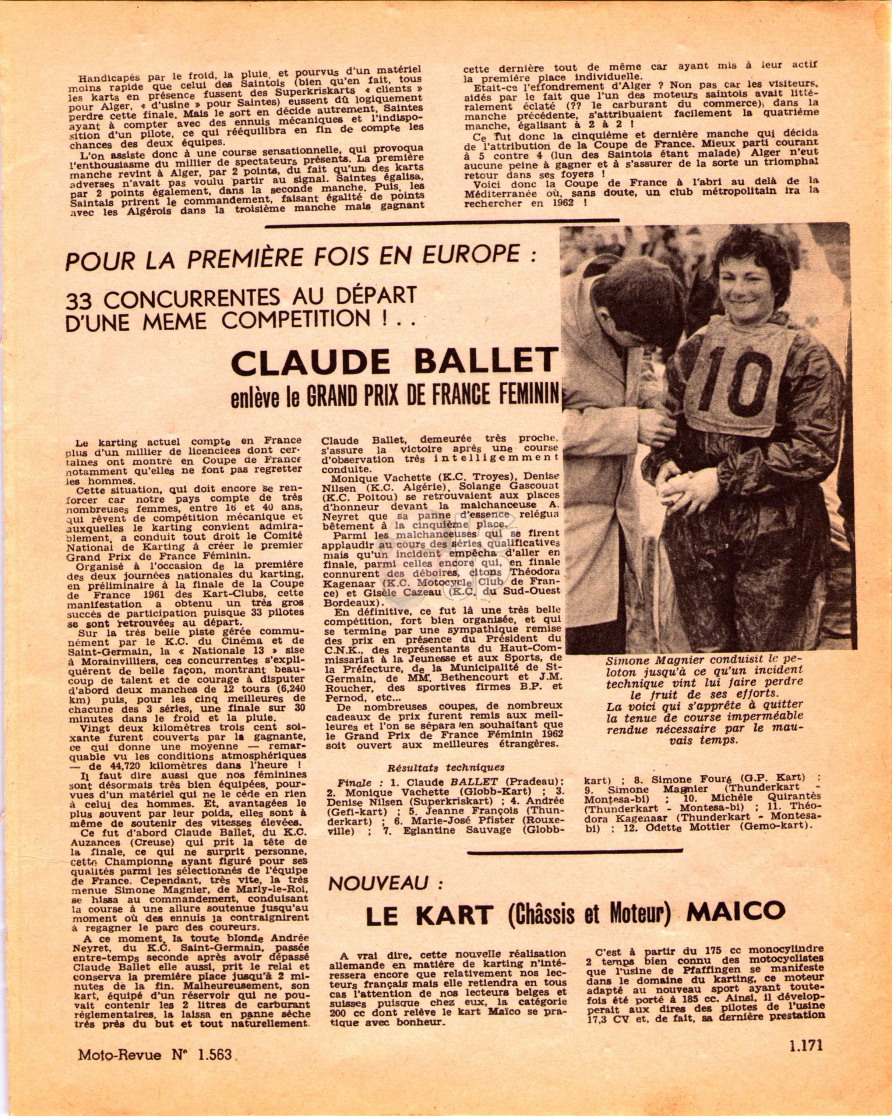 Handicapés par le froid, la pluie, et pourvus d'un matériel
moins rapide que celui des Saintois (bien qu'en fait, tous
les karts en présence fussent des Superkriskarts « clients »
pour Alger, « d'usine » pour Saintes) eussent dû logiquement
perdre cette finale. Mais le sort en décide autrement, Saintes
ayant à compter avec des ennuis mécaniques et l'indispo-
sition d'un pilote, ce qui rééquilibra en fin de compte les
chances des deux équipes.
L'on assiste donc à une course sensationnelle, qui provoqua
l'enthousiasme du millier de spectateurs présents. La première
manche revint à Alger, par 2 points, du fait qu'un des karts
adverses n'avait pas voulu partir au signal. Saintes égalisa,
par 2 points également, dans la seconde manche. Puis, les
Saintais prirent le commandement, faisant égalité de points
avec les Algérois dans la troisième manche mais gagnant
cette dernière tout de même car ayant mis à leur actif
la première place individuelle.
Etait-ce l'effondrement d'Alger ? Non pas car les visiteurs,
aidés par le fait que l'un des moteurs saintois avait litté-
ralement éclaté (?? le carburant du commerce), dans la
manche précédente, s'attribuaient facilement la quatrième
manche, égalisant à 2 à 2 !
Ce fut donc la cinquième et dernière manche qui décida
de l'attribution de la Coupe de France. Mieux parti courant
à 5 contre 4 (lun des Saintois étant malade) Alger n'eut
aucune peine à gagner et à s'assurer de la sorte un triomphal
retour dans ses foyers !
Voici donc la Coupe de France à l'abri au delà de la
Méditerranée où, sans doute, un club métropolitain ira la
rechercher en 1962 !
POUR LA PREMIÈRE FOIS EN EUROPE :
33 CONCURRENTES AU DÉPART
D'UNE MEME COMPETITION ! . .
CLAUDE BALLET
enlève le GRAND PRIX DE FRANCE FEMININ
10
Le karting actuel compte en France
plus d'un millier de licenciées dont cer-
taines ont montré en Coupe de France
notamment qu'elles ne font pas regretter
les hommes.
Cette situation, qui doit encore se ren-
forcer car notre pays compte de très
nombreuses femmes, entre 16 et 40 ans,
qui rêvent de compétition mécanique et
auxquelles le karting convient admira-
blement, a conduit tout droit le Comité
National de Karting à créer le premier
Grand Prix de France Féminin.
Organisé à l'occasion de la première
des deux journées nationales du karting,
en préliminaire à la finale de la Coupe
de France 1961 des Kart-Clubs, cette
manifestation a obtenu un très gros
succès de participation puisque 33 pilotes
se sont retrouvées au départ.
Sur la très belle piste gérée commu-
nément par le K.C. du Cinéma et de
Saint-Germain, la « Nationale 13 » sise
à Morainvilliers, ces concurrentes s'expli-
quèrent de belle façon, montrant beau-
coup de talent et de courage à disputer
d'abord deux manches de 12 tours (6,240
km) puis, pour les cinq meilleures de
chacune des 3 séries, une finale sur 30
minutes dans le froid et la pluie.
Vingt deux kilomètres trois cent soi-
xante furent couverts par la gagnante,
ce qui donne une moyenne — remar-
quable vu les conditions atmosphériques
— de 44,720 kilomètres dans l'heure !
Il faut dire aussi que nos féminines
sont désormais très bien équipées, pour-
vues d'un matériel qui ne le cède en rien
à celui des hommes. Et, avantagées le
plus souvent par leur poids, elles sont à
même de soutenir des vitesses élevées.
Ce fut d'abord Claude Ballet, du K.C.
Auzances (Creuse) qui prit la tête de
la finale, ce qui ne surprit personne,
cette Championne ayant figuré pour ses
qualités parmi les sélectionnés de l'équipe
de France. Cependant, très vite, la très
menue Simone Magnier, de Marly-le-Roi,
se hissa au commandement, conduisant
la course à une allure soutenue jusqu'au
moment où des ennuis la contraignirent
à regagner le parc des coureurs.
A ce moment, la toute blonde Andrée
Neyret, du K.C. Saint-Germain, passée
entre-temps seconde après avoir dépassé
Claude Ballet elle aussi, prit le relai et
conserva la première place jusqu'à 2 mi-
nutes de la fin. Malheureusement, son
kart, équipé d'un réservoir qui ne pou-
vait contenir les 2 litres de carburant
réglementaires, la laissa en panne sèche
très près du but et tout naturellement.
Claude Ballet, demeurée très proche,
s'assure la victoire après une course
d'observation très intelligemment
conduite.
Monique Vachette (K.C. Troyes), Denise
Nilsen (K.C. Algérie), Solange Gascouat
(K.C. Poitou) se retrouvaient aux places
d'honneur devant la malchanceuse A.
Neyret que sa panne d'essence relégua
bêtement à la cinquième place.
Parmi les malchanceuses qui se firent
applaudir au cours des séries qualificatives
mais qu'un incident empêcha d'aller en
finale, parmi celles encore qui, en finale
connurent des déboires, citons Théodora
Kagenaar (K.C. Motocycle Club de Fran-
ce) et Gisèle Cazeau (K.C. du Sud-Ouest
Bordeaux).
En définitive, ce fut là une très belle
compétition, fort bien organisée, et qui
se termine par une sympathique remise
des prix en présence du Président du
C.N.K., des représentants du Haut-Com-
missariat à la Jeunesse et aux Sports, de
la Préfecture, de la Municipalité de St-
Germain, de MM. Bethencourt et J.M.
Roucher, des sportives firmes B.P. et
Pernod, etc...
De nombreuses coupes, de nombreux
cadeaux de prix furent remis aux meil-
leures et l'on se sépara en souhaitant que
le Grand Prix de France Féminin 1962
soit ouvert aux meilleures étrangères.
Simone Magnier conduisit le pe-
loton jusqu'à ce qu'un incident
technique vint lui faire perdre
le fruit de ses efforts.
La voici qui s'apprête à quitter
la tenue de course imperméable
rendue nécessaire par le mau-
vais temps.
Résultats techniques
Finale : 1. Claude BALLET (Pradeau);
2. Monique Vachette (Globb-Kart) ; 3.
Denise Nilsen (Superkriskart) ; 4. Andrée
(Gefi-kart) ; 5. Jeanne François (Thun-
derkart) ; 6. Marie-José Pfister (Rouxe-
ville) ; 7. Eglantine Sauvage (Globb-
kart) ; 8. Simone Fouré (G.P. Kart) ;
9. Simone Magnier (Thunderkart -
Montesa-bi) ; 10. Michèle Quirantès
(Thunderkart - Montesa-bi) ; 11. Théo-
dora Kagenaar (Thunderkart - Montesa-
bi) ; 12. Odette Mottier (Gemo-kart).
NOUVEAU :
LE KART (Châssis et Moteur) MAICO
A vrai dire, cette nouvelle réalisation
allemande en matière de karting n'inté-
ressera encore que relativement nos lec-
teurs français mais elle retiendra en tous
cas l'attention de nos lecteurs belges et
suisses puisque chez eux, la catégorie
200 cc dont relève le kart Maïco se pra-
tique avec bonheur.
C'est à partir du 175 cc monocylindre
2 temps bien connu des motocyclistes
que l'usine de Pfaffingen se manifeste
dans le domaine du karting, ce moteur
adapté au nouveau sport ayant toute-
fois été porté à 185 cc. Ainsi, il dévelop-
perait aux dires des pilotes de l'usine
17,3 CV et, de fait, sa dernière prestation
Moto-Revue N° 1.563
1.171